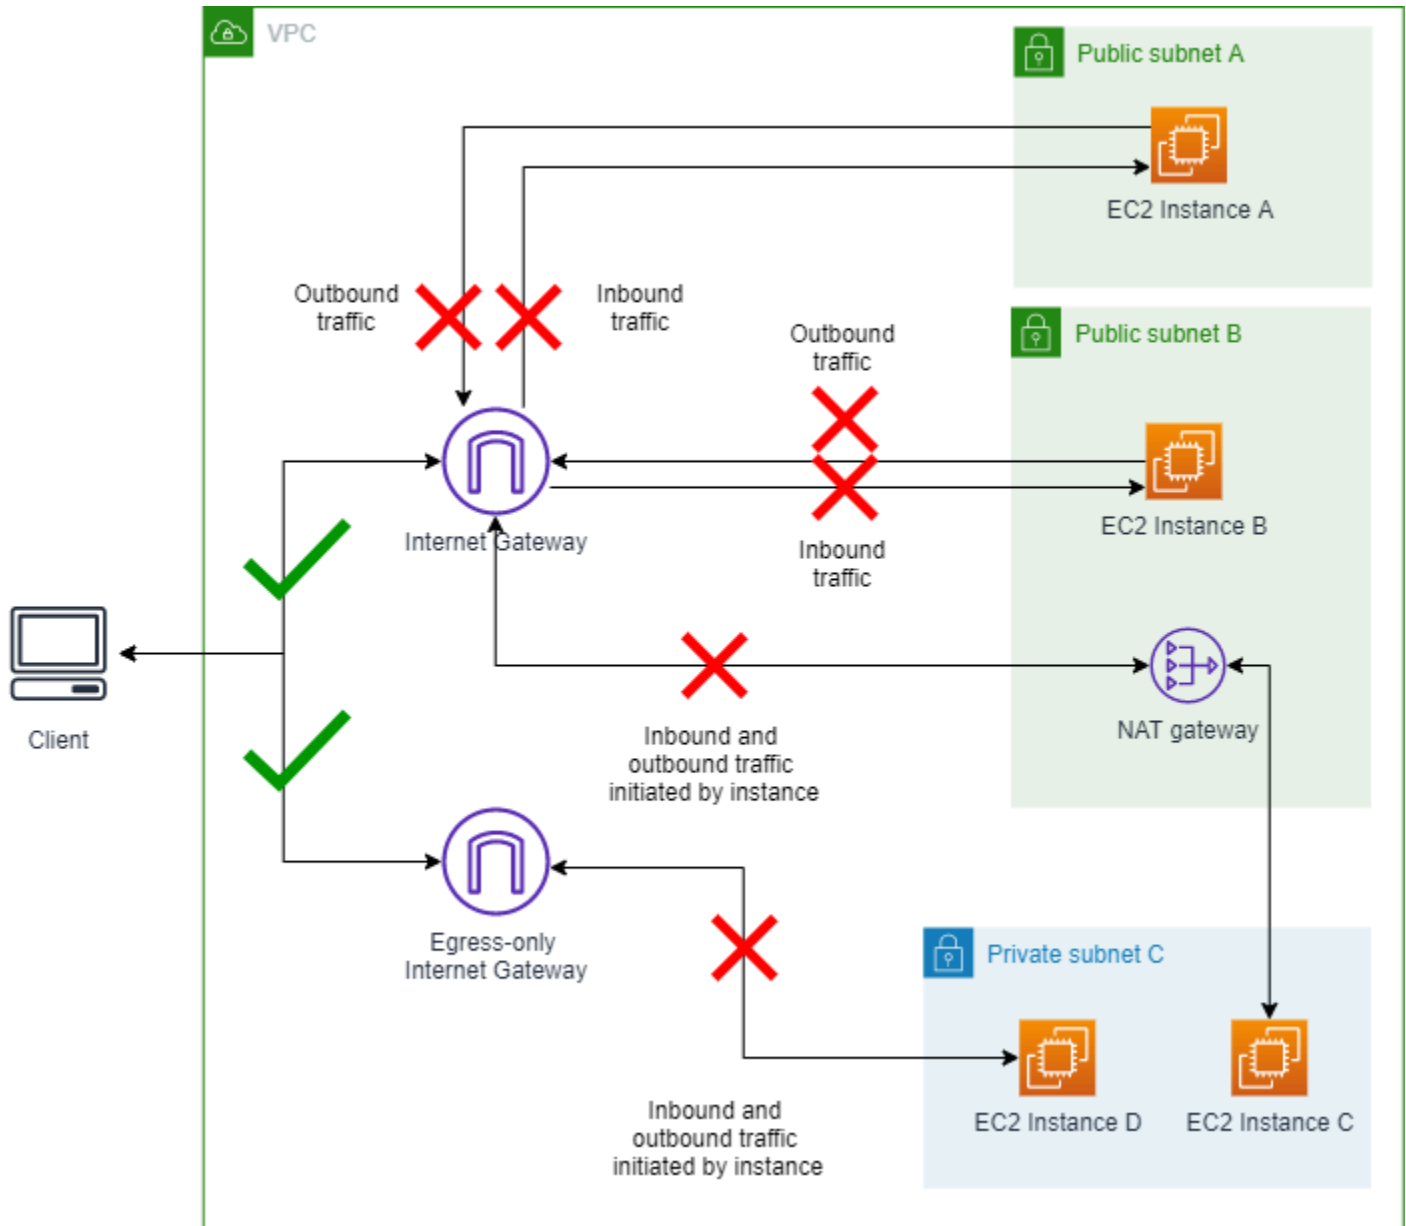 VPC
Public subnet A
EC2 Instance A
Outbound
traffic
Inbound
traffic
Public subnet B
Outbound
traffic
EC2 Instance B
Internet Gateway
Inbound
traffic
Client
NAT gateway
Inbound and
outbound traffic
initiated by instance
Egress-only
Internet Gateway
Private subnet C
EC2 Instance D
EC2 Instance C
Inbound and
outbound traffic
initiated by instance